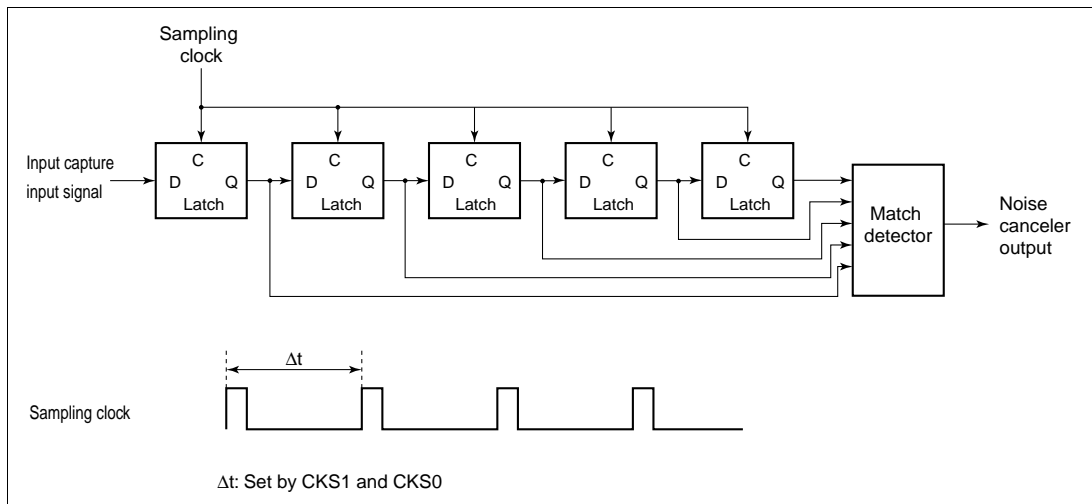 Sampling
clock
Input capture
input signal
C
D Q
Latch
C
D Q
Latch
C
D Q
Latch
C
D Q
Latch
C
D Q
Latch
Match
detector
Noise
canceler
output
Δt
Sampling clock
Δt: Set by CKS1 and CKS0